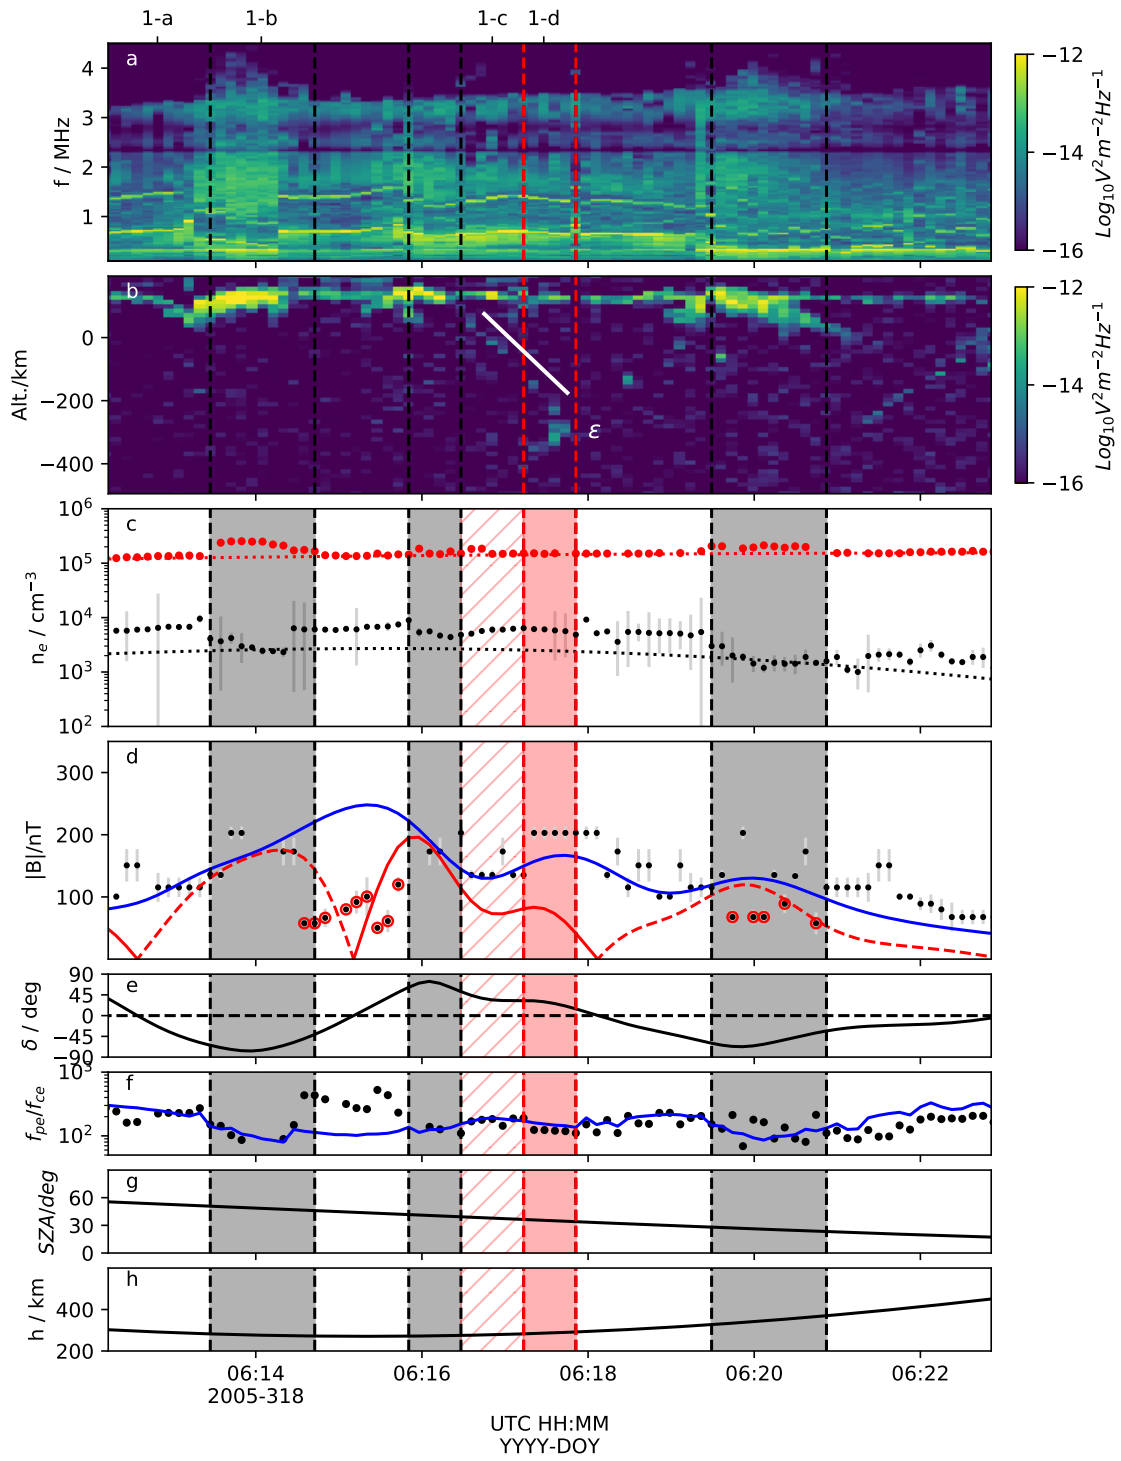 1-a 1-b 1-c 1-d
a
4
3
2
1
f / MHz
−12
−14
−16
Log10V²m⁻²Hz⁻¹
b
0
−200
−400
Alt./km
ε
−12
−14
−16
Log10V²m⁻²Hz⁻¹
c
10⁶
10⁵
10⁴
10³
10²
nₑ / cm⁻³
d
300
200
100
|B|/nT
e
90
45
0
−45
−90
δ / deg
f
10³
10²
f_pe/f_ce
g
60
30
0
SZA/deg
h
400
200
h / km
06:14 06:16 06:18 06:20 06:22
2005-318
UTC HH:MM
YYYY-DOY